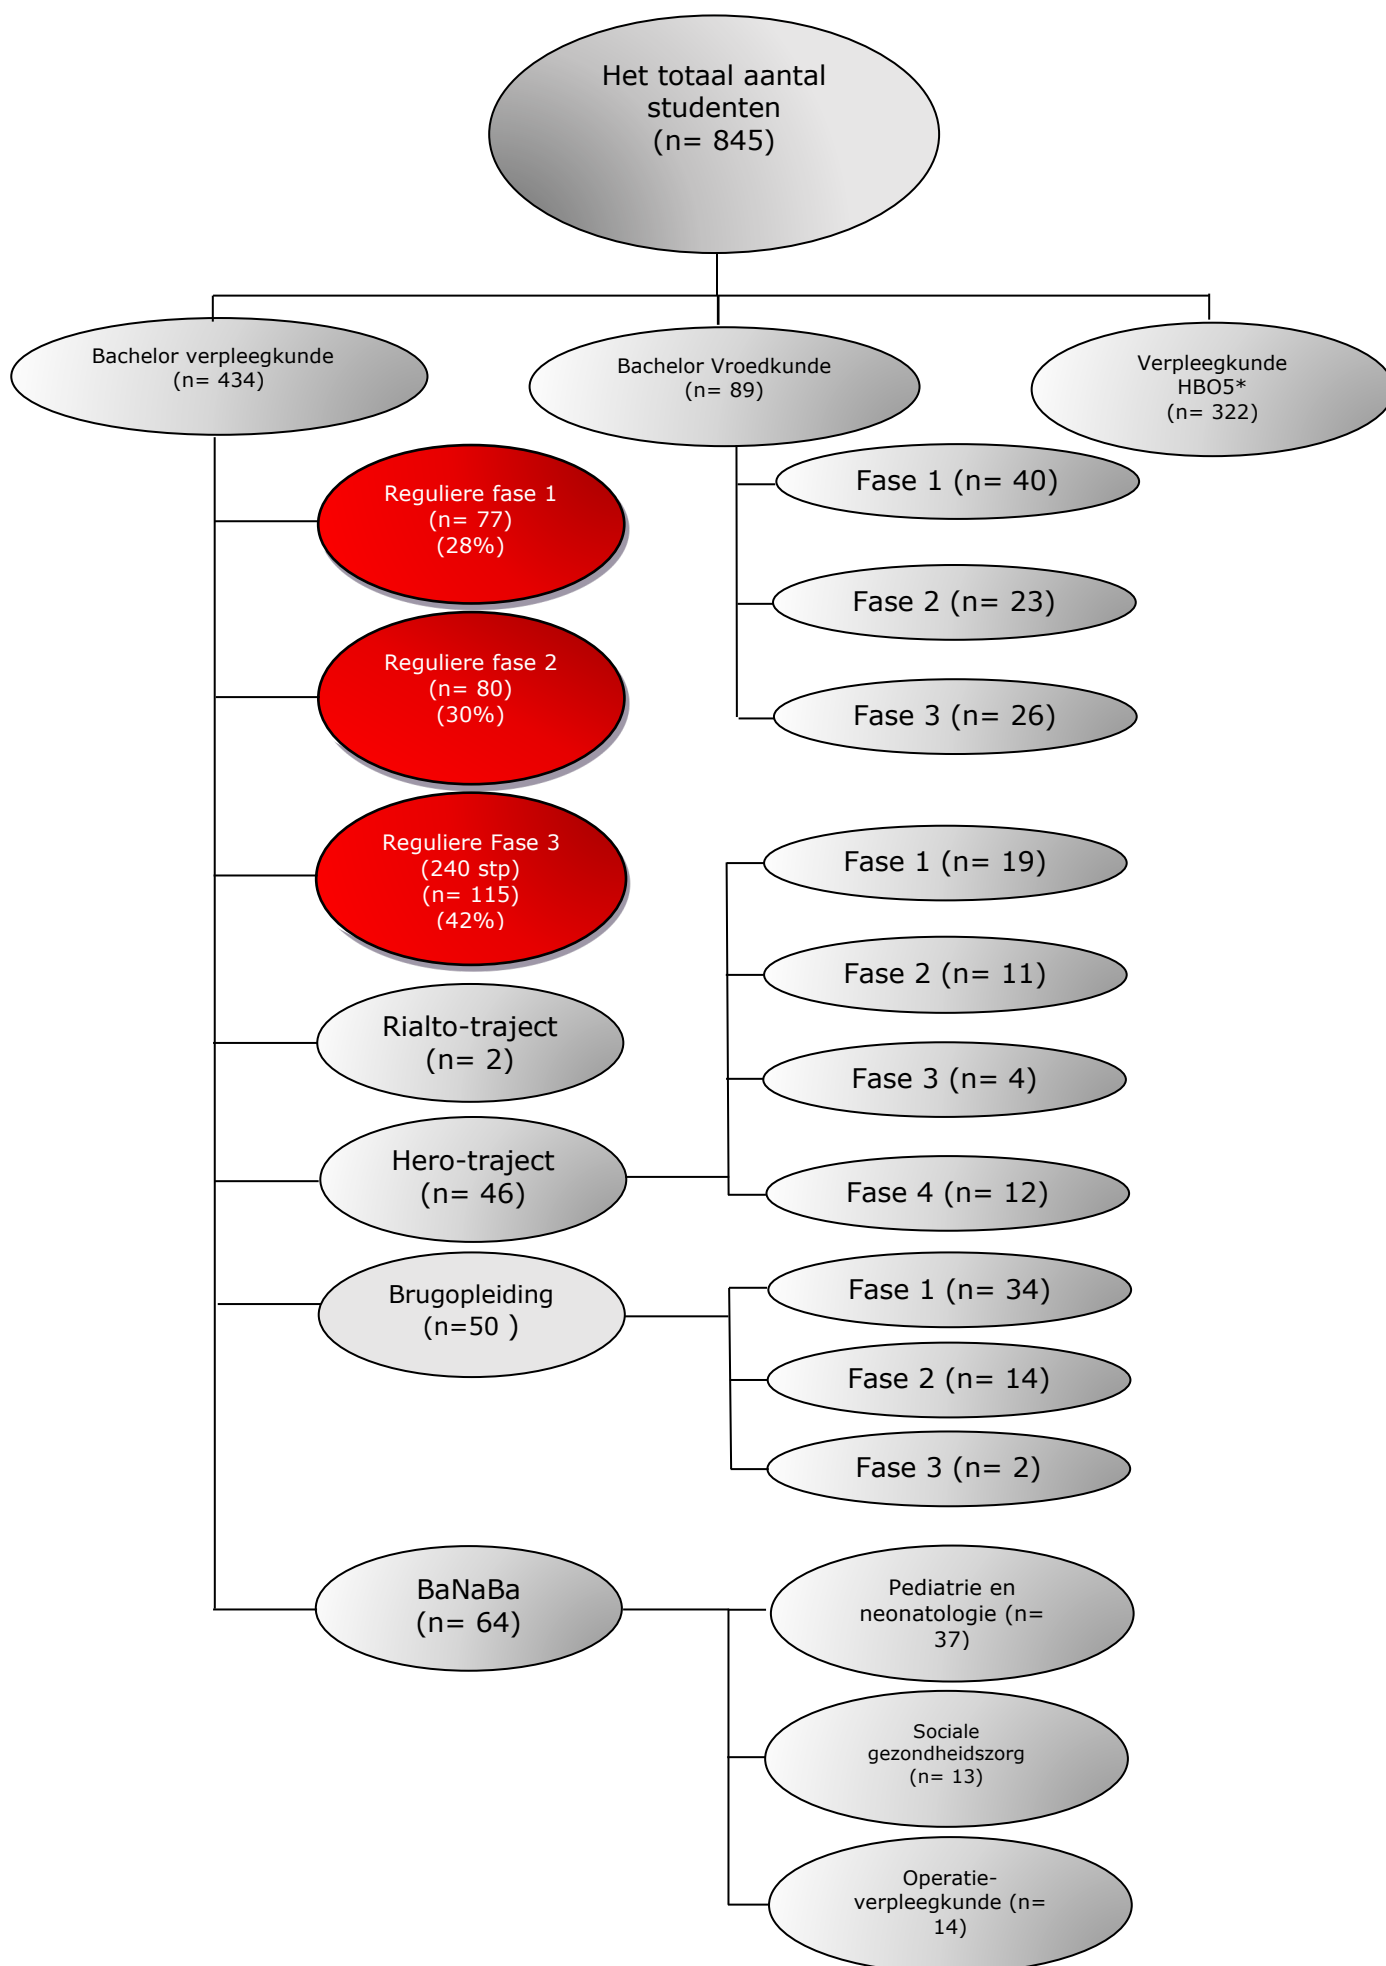 Het totaal aantal
studenten
(n= 845)
Bachelor verpleegkunde
(n= 434)
Bachelor Vroedkunde
(n= 89)
Verpleegkunde
HBO5*
(n= 322)
Reguliere fase 1
(n= 77)
(28%)
Reguliere fase 2
(n= 80)
(30%)
Reguliere Fase 3
(240 stp)
(n= 115)
(42%)
Rialto-traject
(n= 2)
Hero-traject
(n= 46)
Brugopleiding
(n=50 )
BaNaBa
(n= 64)
Fase 1 (n= 40)
Fase 2 (n= 23)
Fase 3 (n= 26)
Fase 1 (n= 19)
Fase 2 (n= 11)
Fase 3 (n= 4)
Fase 4 (n= 12)
Fase 1 (n= 34)
Fase 2 (n= 14)
Fase 3 (n= 2)
Pediatrie en
neonatologie (n=
37)
Sociale
gezondheidszorg
(n= 13)
Operatie-
verpleegkunde (n=
14)